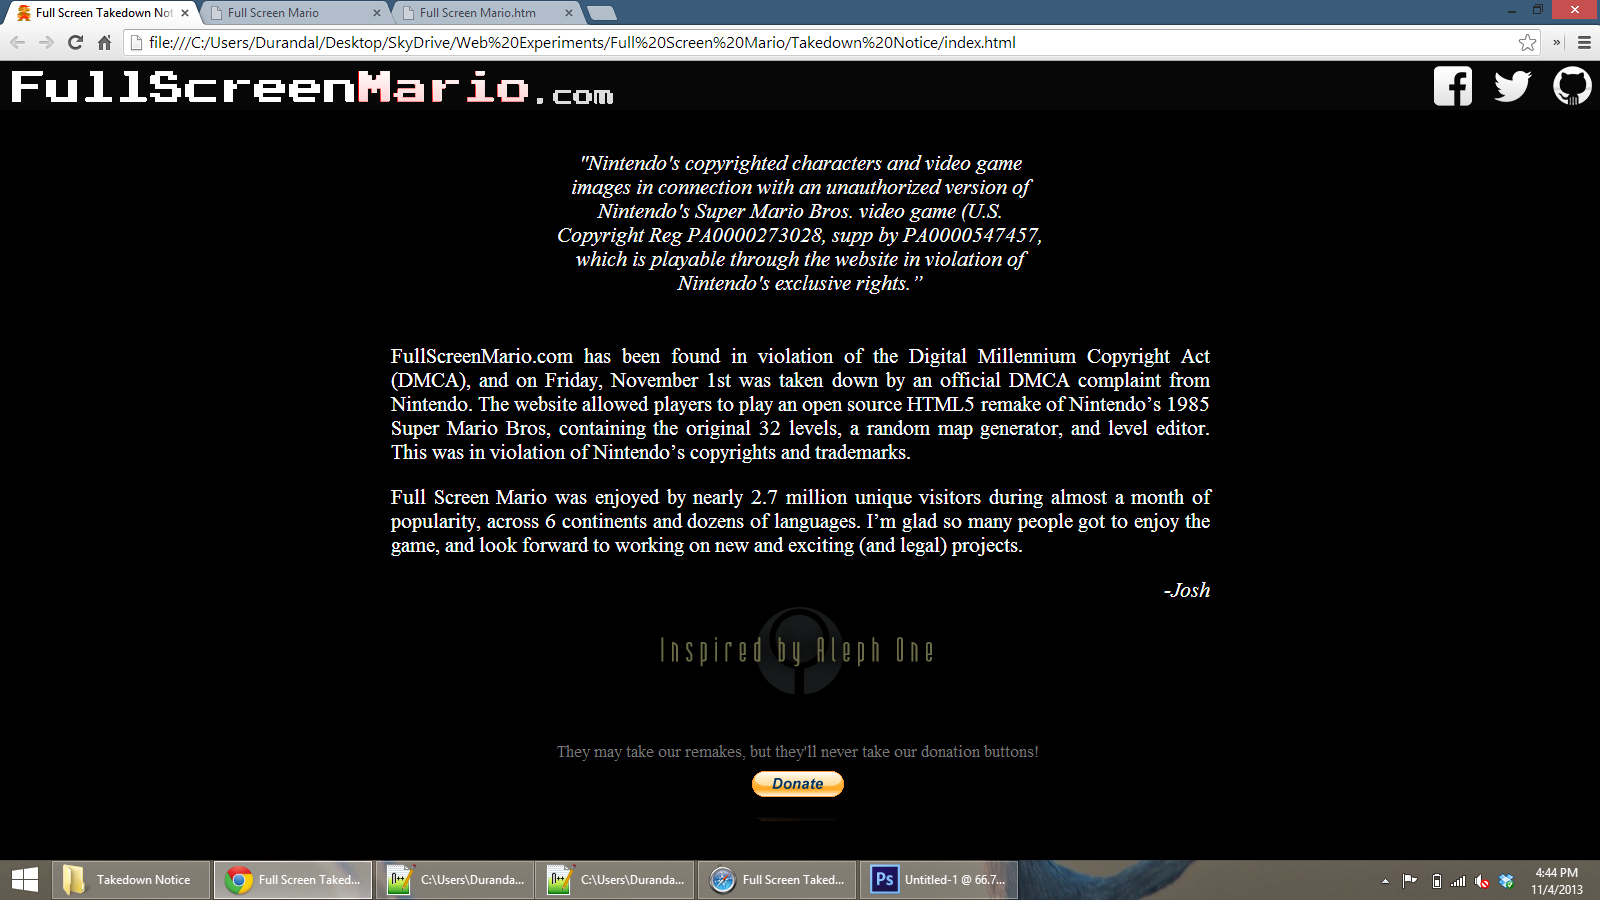 Full Screen Takedown Not
Full Screen Mario
Full Screen Mario.htm
file:///C:/Users/Durandal/Desktop/SkyDrive/Web%20Experiments/Full%20Screen%20Mario/Takedown%20Notice/index.html
FullScreenMario.com
"Nintendo's copyrighted characters and video game
images in connection with an unauthorized version of
Nintendo's Super Mario Bros. video game (U.S.
Copyright Reg PA0000273028, supp by PA0000547457,
which is playable through the website in violation of
Nintendo's exclusive rights.”
FullScreenMario.com has been found in violation of the Digital Millennium Copyright Act
(DMCA), and on Friday, November 1st was taken down by an official DMCA complaint from
Nintendo. The website allowed players to play an open source HTML5 remake of Nintendo’s 1985
Super Mario Bros, containing the original 32 levels, a random map generator, and level editor.
This was in violation of Nintendo’s copyrights and trademarks.
Full Screen Mario was enjoyed by nearly 2.7 million unique visitors during almost a month of
popularity, across 6 continents and dozens of languages. I’m glad so many people got to enjoy the
game, and look forward to working on new and exciting (and legal) projects.
-Josh
Inspired by Aleph One
They may take our remakes, but they'll never take our donation buttons!
Donate
Takedown Notice
Full Screen Taked...
C:\Users\Duranda...
C:\Users\Duranda...
Full Screen Taked...
Ps
Untitled-1 @ 66.7...
4:44 PM
11/4/2013